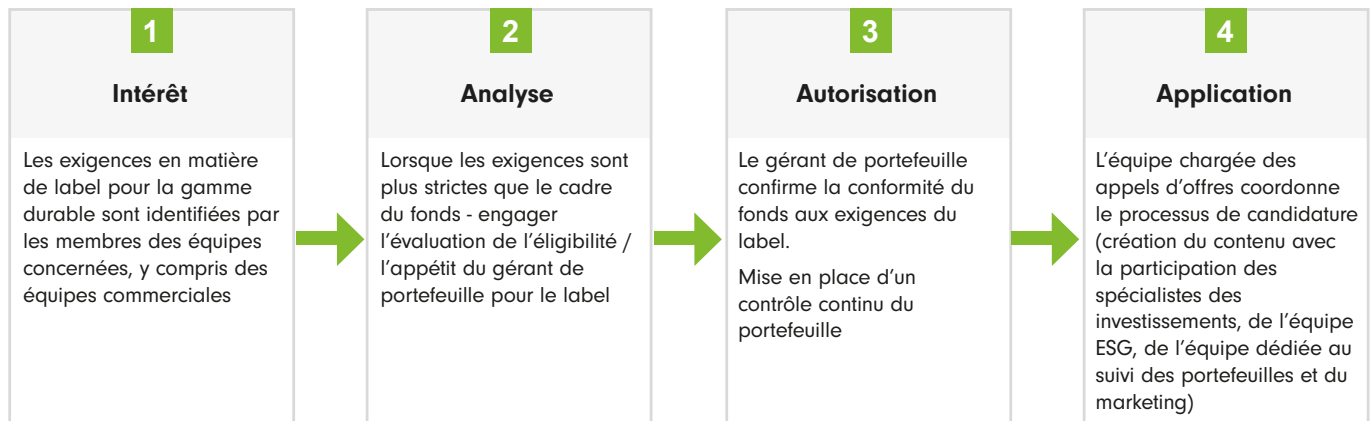 1
Intérêt
Les exigences en matière
de label pour la gamme
durable sont identifiées par
les membres des équipes
concernées, y compris des
équipes commerciales
2
Analyse
Lorsque les exigences sont
plus strictes que le cadre
du fonds - engager
l’évaluation de l’éligibilité /
l’appétit du gérant de
portefeuille pour le label
3
Autorisation
Le gérant de portefeuille
confirme la conformité du
fonds aux exigences du
label.
Mise en place d’un
contrôle continu du
portefeuille
4
Application
L’équipe chargée des
appels d’offres coordonne
le processus de candidature
(création du contenu avec
la participation des
spécialistes des
investissements, de l’équipe
ESG, de l’équipe dédiée au
suivi des portefeuilles et du
marketing)